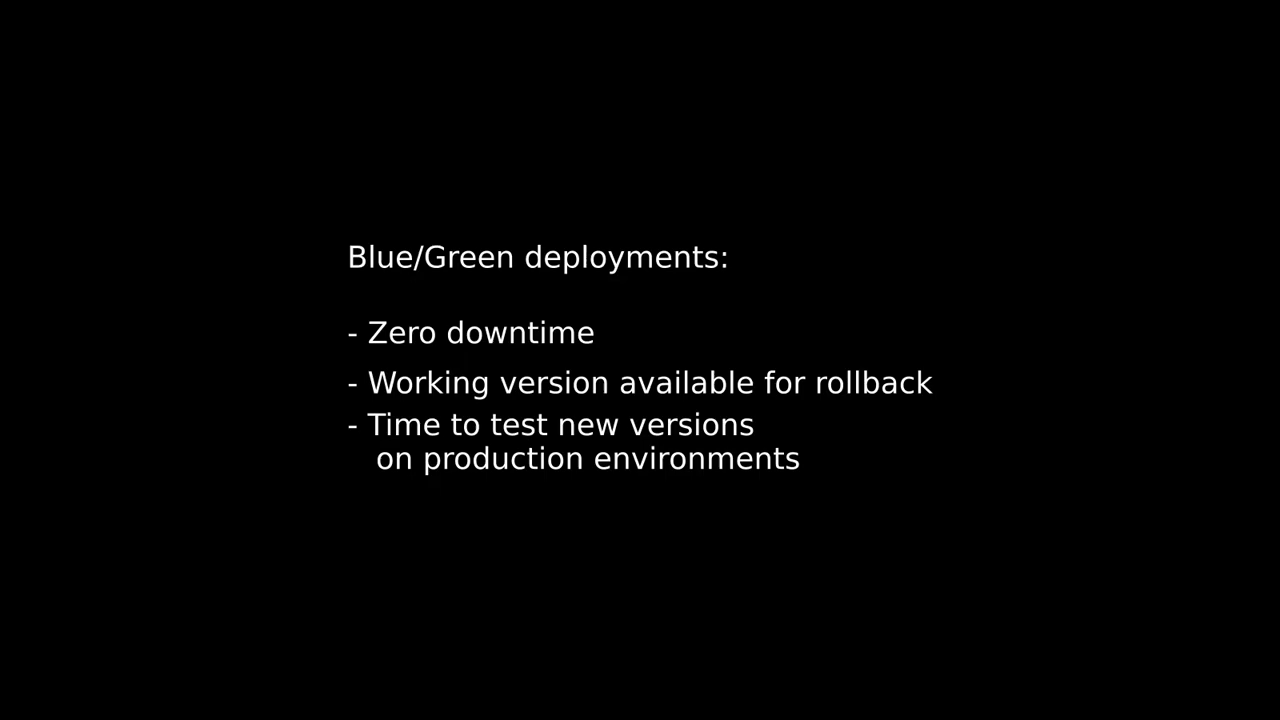 Blue/Green deployments:
- Zero downtime
- Working version available for rollback
- Time to test new versions
on production environments